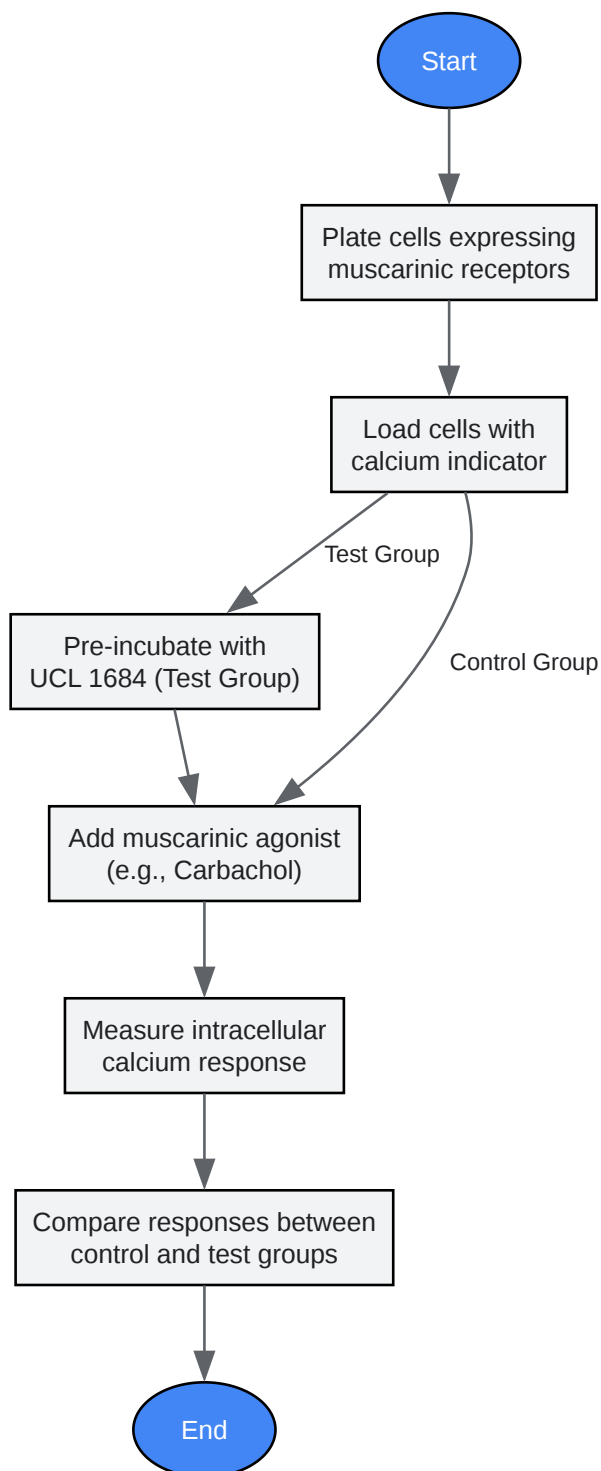 Start
Plate cells expressing
muscarinic receptors
Load cells with
calcium indicator
Test Group
Pre-incubate with
UCL 1684 (Test Group)
Control Group
Add muscarinic agonist
(e.g., Carbachol)
Measure intracellular
calcium response
Compare responses between
control and test groups
End